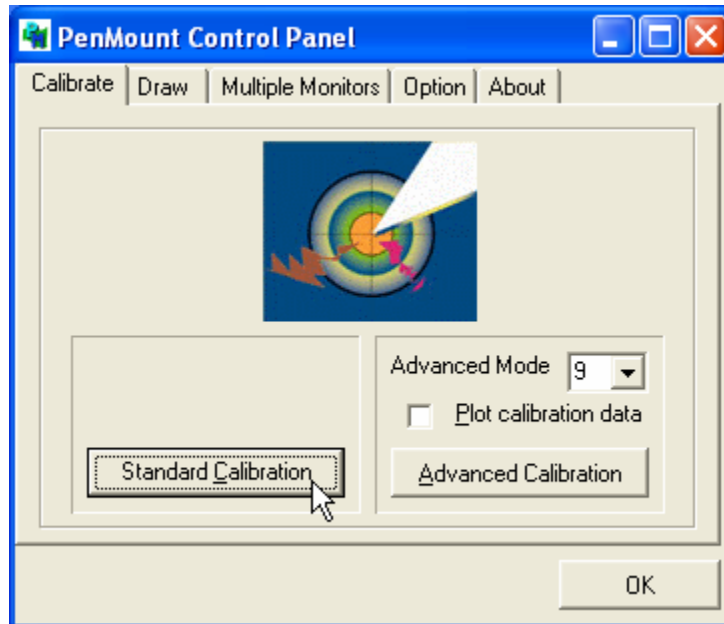 PenMount Control Panel
Calibrate Draw Multiple Monitors Option About
Advanced Mode 9
Plot calibration data
Standard Calibration Advanced Calibration
OK